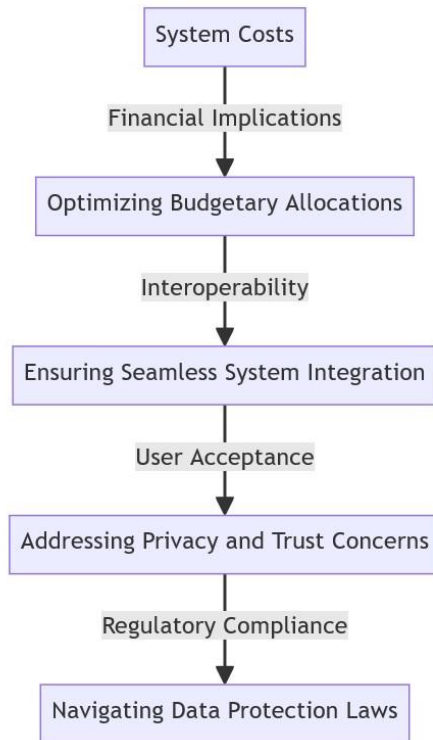 System Costs
Financial Implications
Optimizing Budgetary Allocations
Interoperability
Ensuring Seamless System Integration
User Acceptance
Addressing Privacy and Trust Concerns
Regulatory Compliance
Navigating Data Protection Laws